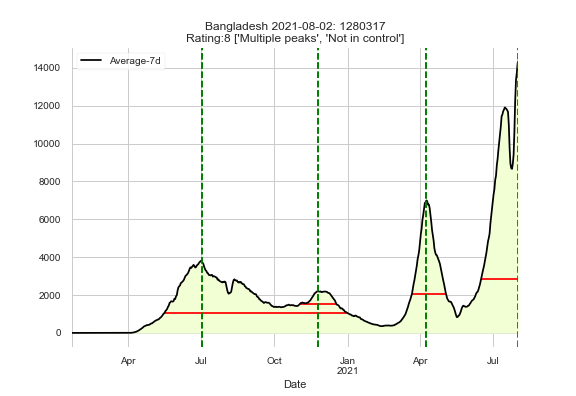 Bangladesh 2021-08-02: 1280317
Rating:8 ['Multiple peaks', 'Not in control']
Average-7d
14000
12000
10000
8000
6000
4000
2000
0
Apr Jul Oct Jan Apr Jul
2021
Date